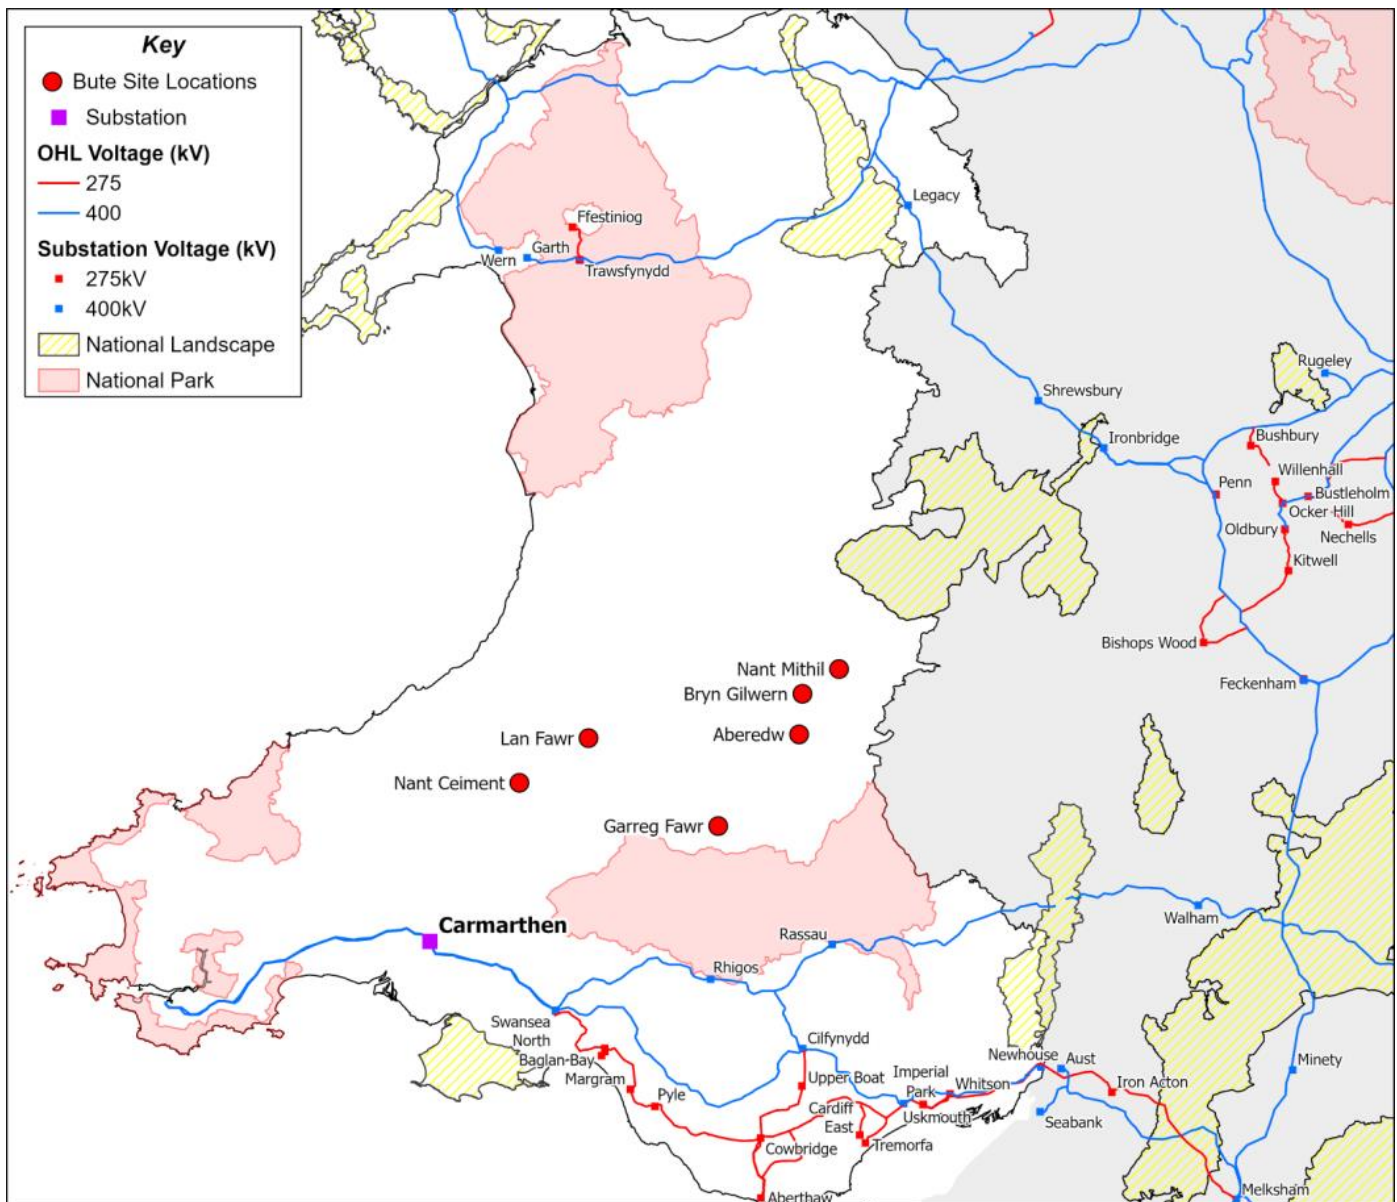 Key
Bute Site Locations
Substation
OHL Voltage (kV)
275
400
Substation Voltage (kV)
275kV
400kV
National Landscape
National Park
Legacy
Ffestiniog
Garth
Wern
Trawsfynydd
Rugeley
Shrewsbury
Ironbridge
Bushbury
Willenhall
Penn
Bustleholm
Ocker Hill
Oldbury
Nechells
Kitwell
Bishops Wood
Feckenham
Nant Mithil
Bryn Gilwern
Aberedw
Lan Fawr
Nant Ceiment
Garreg Fawr
Carmarthen
Walham
Rassau
Rhigos
Swansea
North
Baglan-Bay
Margram
Pyle
Cilfynydd
Upper Boat
Cardiff
East
Tremorfa
Cowbridge
Aberthaw
Imperial
Park
Uskmouth
Whitson
Newhouse
Aust
Iron Acton
Seabank
Minety
Melksham